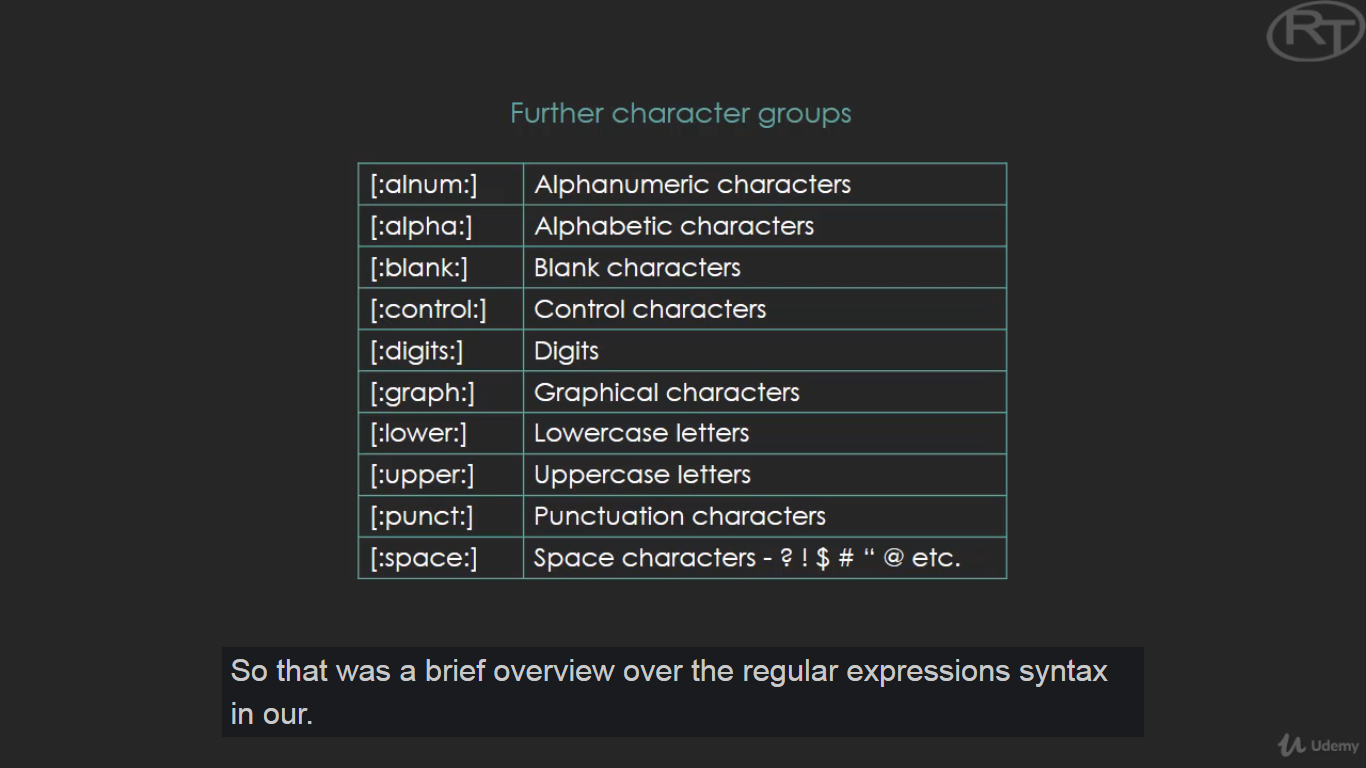 RT
Further character groups
[:alnum:] Alphanumeric characters
[:alpha:] Alphabetic characters
[:blank:] Blank characters
[:control:] Control characters
[:digits:] Digits
[:graph:] Graphical characters
[:lower:] Lowercase letters
[:upper:] Uppercase letters
[:punct:] Punctuation characters
[:space:] Space characters - ? ! $ # “ @ etc.
So that was a brief overview over the regular expressions syntax
in our.
Udemy